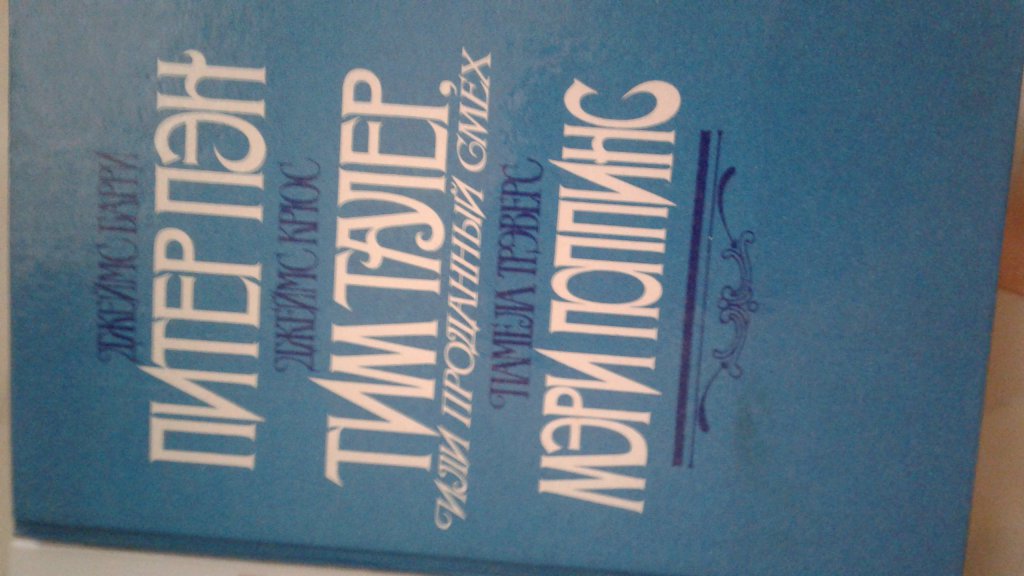 ДЖЕЙМС БАРРИ
ПИТЕР ПЭН
ДЖЕЙМС КРЮС
ТИМ ТАЛЕР,
ИЛИ ПРОДАННЫЙ СМЕХ
ПАМЕЛА ТРЭВЕРС
МЭРИ ПОППИНС